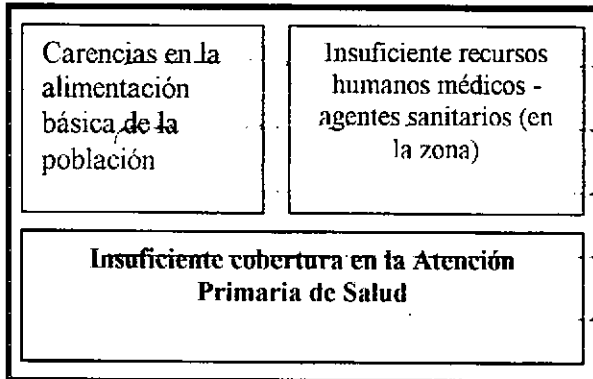 Carencias en la
alimentación
básica de la
población
Insuficiente recursos
humanos médicos -
agentes sanitarios (en
la zona)
Insuficiente cobertura en la Atención
Primaria de Salud